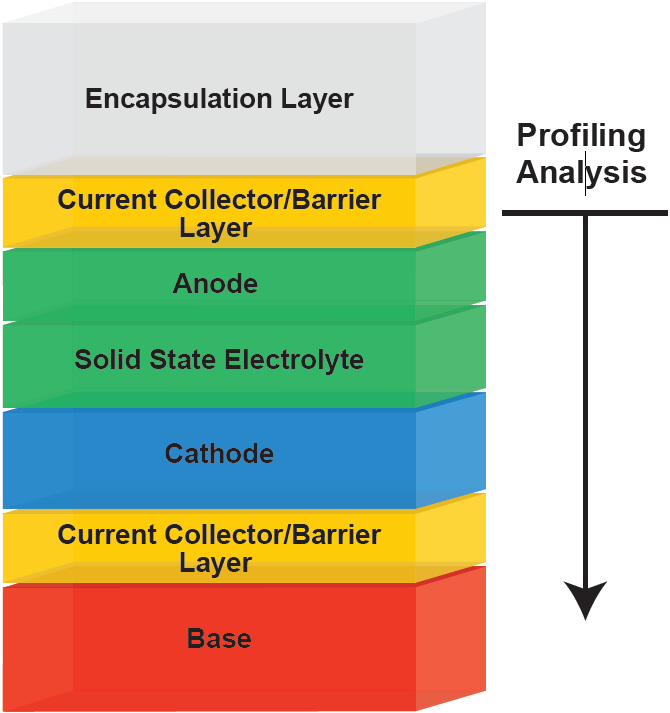 Encapsulation Layer
Profiling
Analysis
Current Collector/Barrier
Layer
Anode
Solid State Electrolyte
Cathode
Current Collector/Barrier
Layer
Base